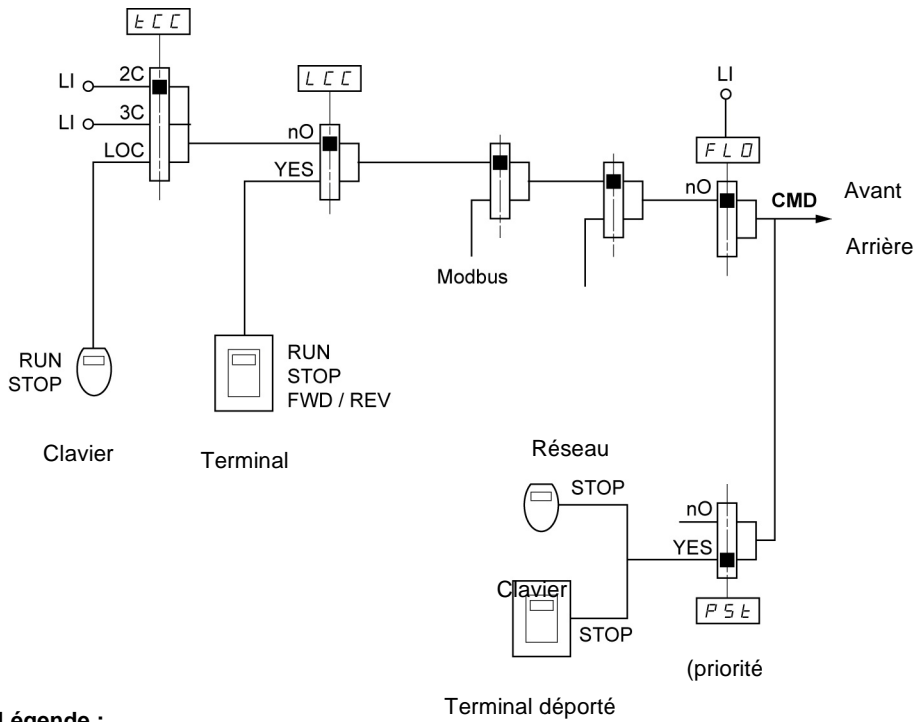 tCC
LCC
LI 2C
LI 3C
LOC
nO
YES
LI
FLO
nO
CMD
Avant
Arrière
Modbus
RUN
STOP
RUN
STOP
FWD / REV
Clavier
Terminal
Réseau
STOP
nO
YES
Clavier
STOP
PSt
(priorité
Terminal déporté
Légende :